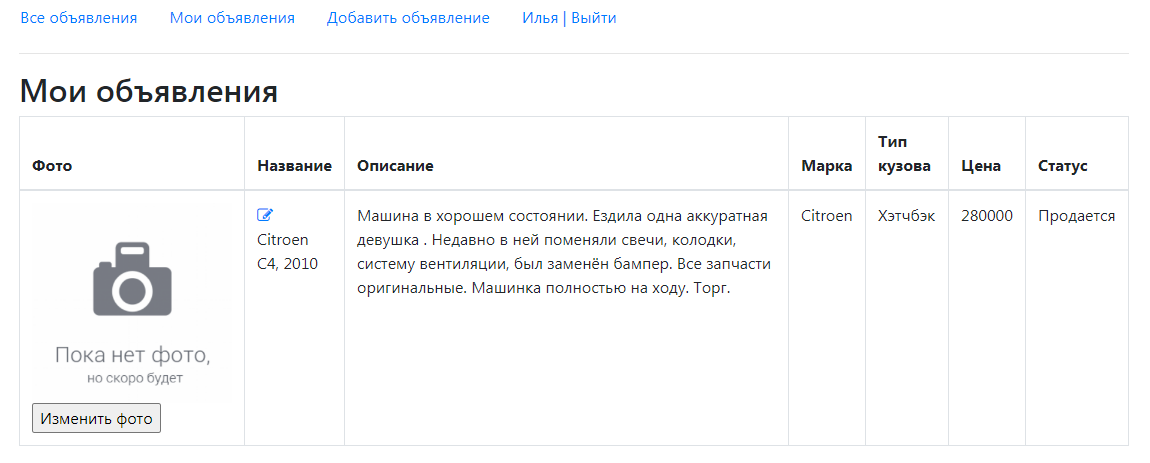 Все объявления Мои объявления Добавить объявление Илья | Выйти
Мои объявления
Фото Название Описание Марка Тип кузова Цена Статус
Citroen C4, 2010
Машина в хорошем состоянии. Ездила одна аккуратная
девушка . Недавно в ней поменяли свечи, колодки,
систему вентиляции, был заменён бампер. Все запчасти
оригинальные. Машинка полностью на ходу. Торг.
Citroen Хэтчбэк 280000 Продается
Пока нет фото,
но скоро будет
Изменить фото